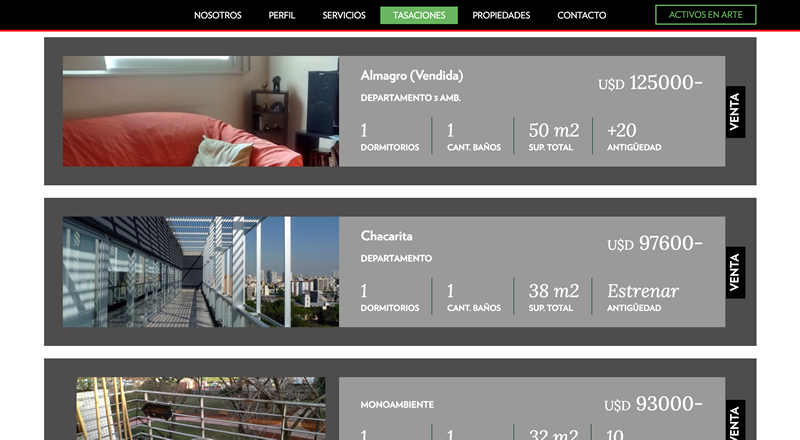 NOSOTROS PERFIL SERVICIOS TASACIONES PROPIEDADES CONTACTO ACTIVOS EN ARTE
Almagro (Vendida)
U$D 125000-
DEPARTAMENTO 3 AMB.
VENTA
1 1 50 m2 +20
DORMITORIOS CANT. BAÑOS SUP. TOTAL ANTIGÜEDAD
Chacarita
U$D 97600-
DEPARTAMENTO
VENTA
1 1 38 m2 Estrenar
DORMITORIOS CANT. BAÑOS SUP. TOTAL ANTIGÜEDAD
MONOAMBIENTE
U$D 93000-
VENTA
1 1 32 m2 10